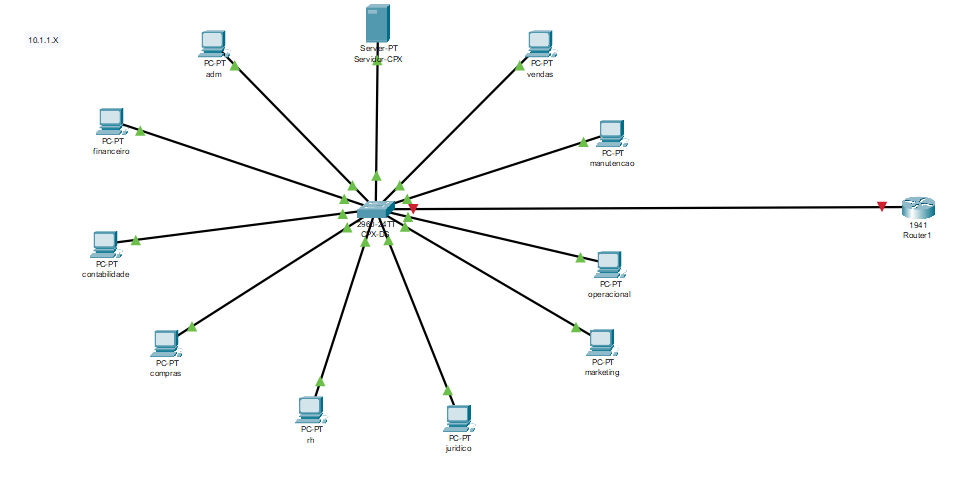 10.1.1.X
Server-PT
Servidor-CPX
PC-PT
adm
PC-PT
vendas
PC-PT
financeiro
PC-PT
manutencao
2960-24TT
CPX-DS
1941
Router1
PC-PT
contabilidade
PC-PT
operacional
PC-PT
compras
PC-PT
marketing
PC-PT
rh
PC-PT
juridico